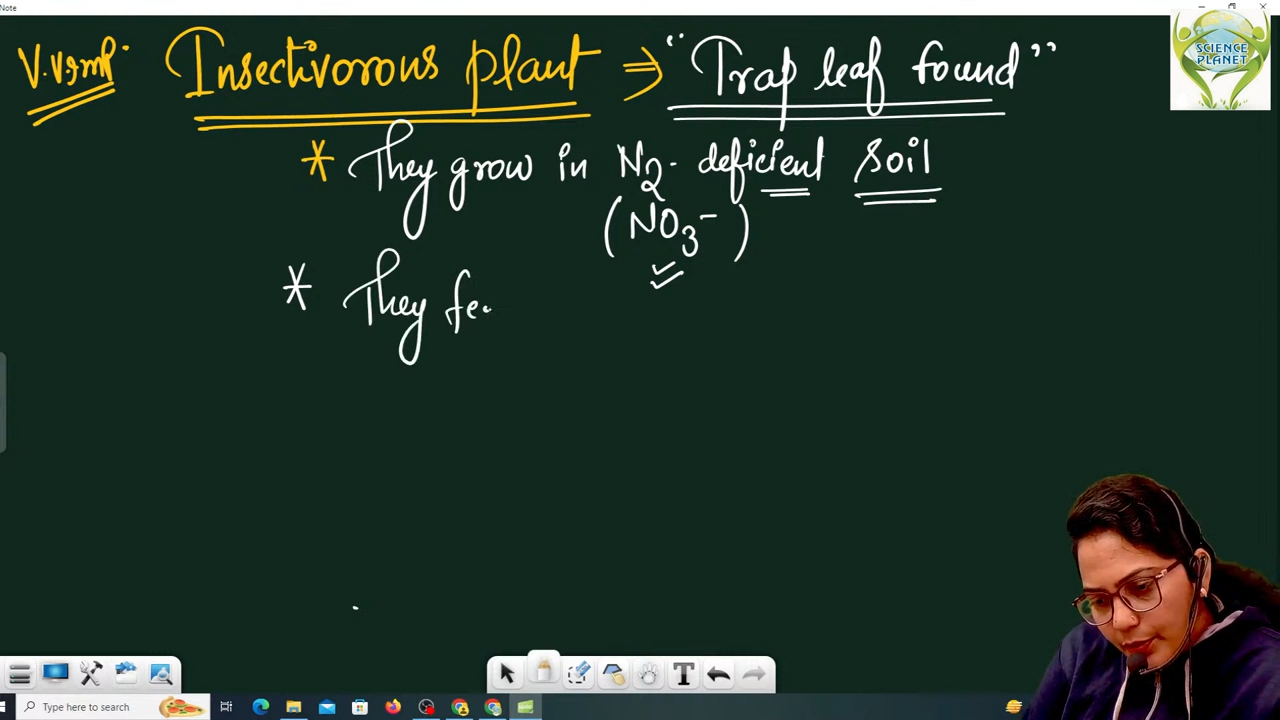 Note
V.V.Imp. Insectivorous plant ⇒ "Trap leaf found"
SCIENCE PLANET
* They grow in N2-deficient soil
(NO3-)
* They fe
Type here to search